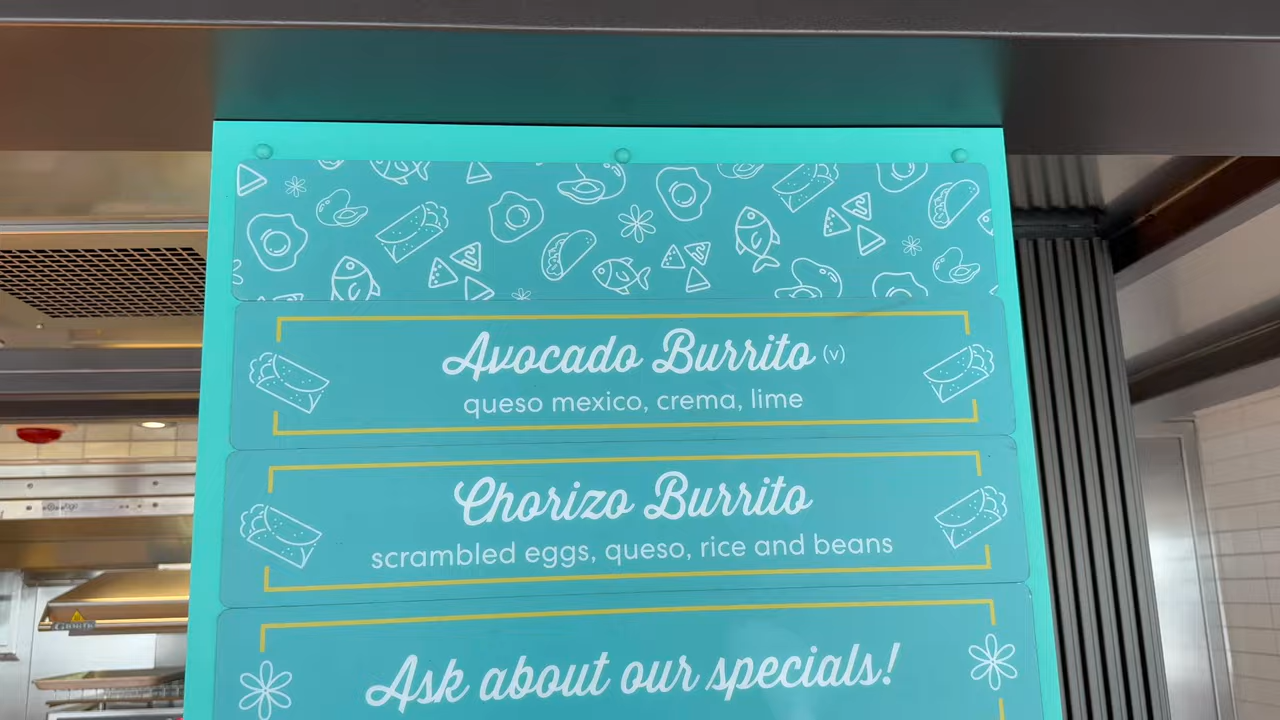 Avocado Burrito (v)
queso mexico, crema, lime
Chorizo Burrito
scrambled eggs, queso, rice and beans
Ask about our specials!